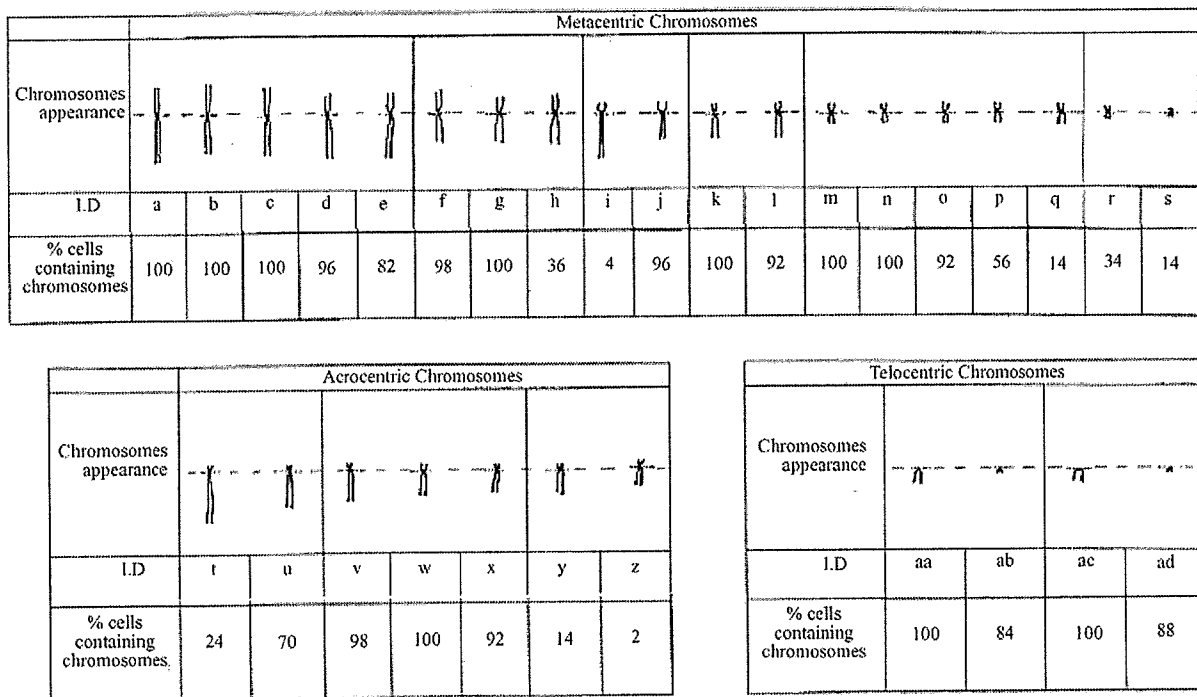 Metacentric Chromosomes
Chromosomes
appearance
I.D a b c d e f g h i j k l m n o p q r s
% cells
containing
chromosomes
100 100 100 96 82 98 100 36 4 96 100 92 100 100 92 56 14 34 14
Acrocentric Chromosomes
Chromosomes
appearance
I.D t u v w x y z
% cells
containing
chromosomes
24 70 98 100 92 14 2
Telocentric Chromosomes
Chromosomes
appearance
I.D aa ab ac ad
% cells
containing
chromosomes
100 84 100 88